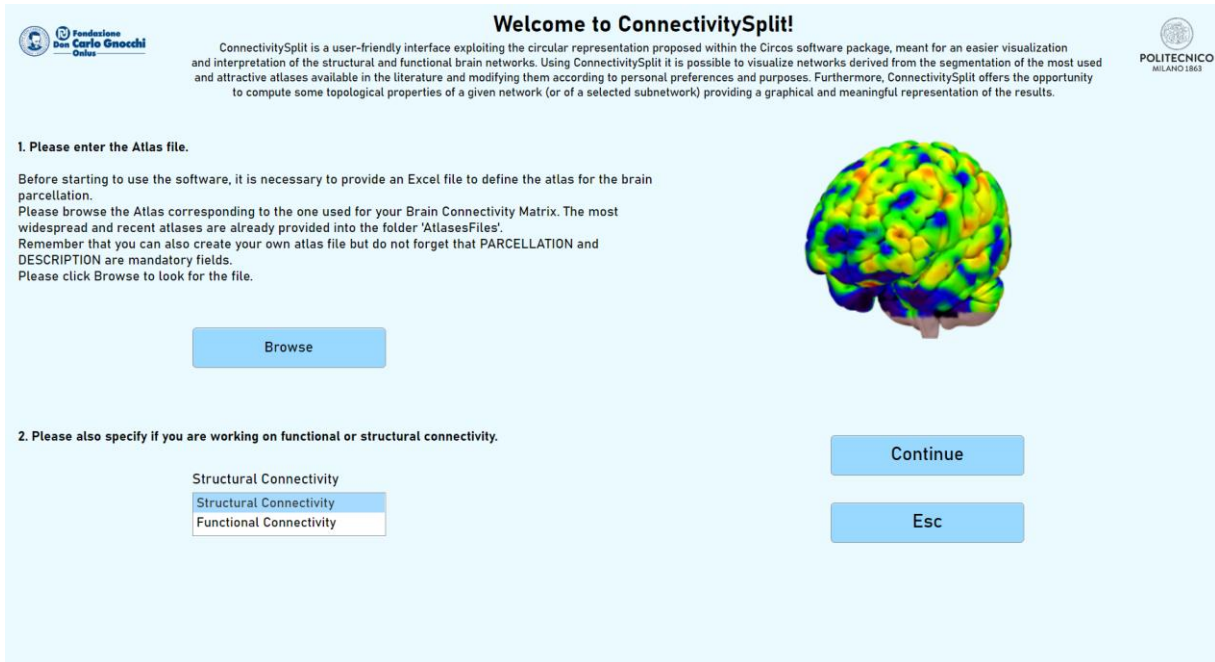 Fondazione
Don Carlo Gnocchi
Onlus
Welcome to ConnectivitySplit!
ConnectivitySplit is a user-friendly interface exploiting the circular representation proposed within the Circos software package, meant for an easier visualization
and interpretation of the structural and functional brain networks. Using ConnectivitySplit it is possible to visualize networks derived from the segmentation of the most used
and attractive atlases available in the literature and modifying them according to personal preferences and purposes. Furthermore, ConnectivitySplit offers the opportunity
to compute some topological properties of a given network (or of a selected subnetwork) providing a graphical and meaningful representation of the results.
POLITECNICO
MILANO 1863
1. Please enter the Atlas file.
Before starting to use the software, it is necessary to provide an Excel file to define the atlas for the brain
parcellation.
Please browse the Atlas corresponding to the one used for your Brain Connectivity Matrix. The most
widespread and recent atlases are already provided into the folder 'AtlasesFiles'.
Remember that you can also create your own atlas file but do not forget that PARCELLATION and
DESCRIPTION are mandatory fields.
Please click Browse to look for the file.
Browse
2. Please also specify if you are working on functional or structural connectivity.
Structural Connectivity
Structural Connectivity
Functional Connectivity
Continue
Esc